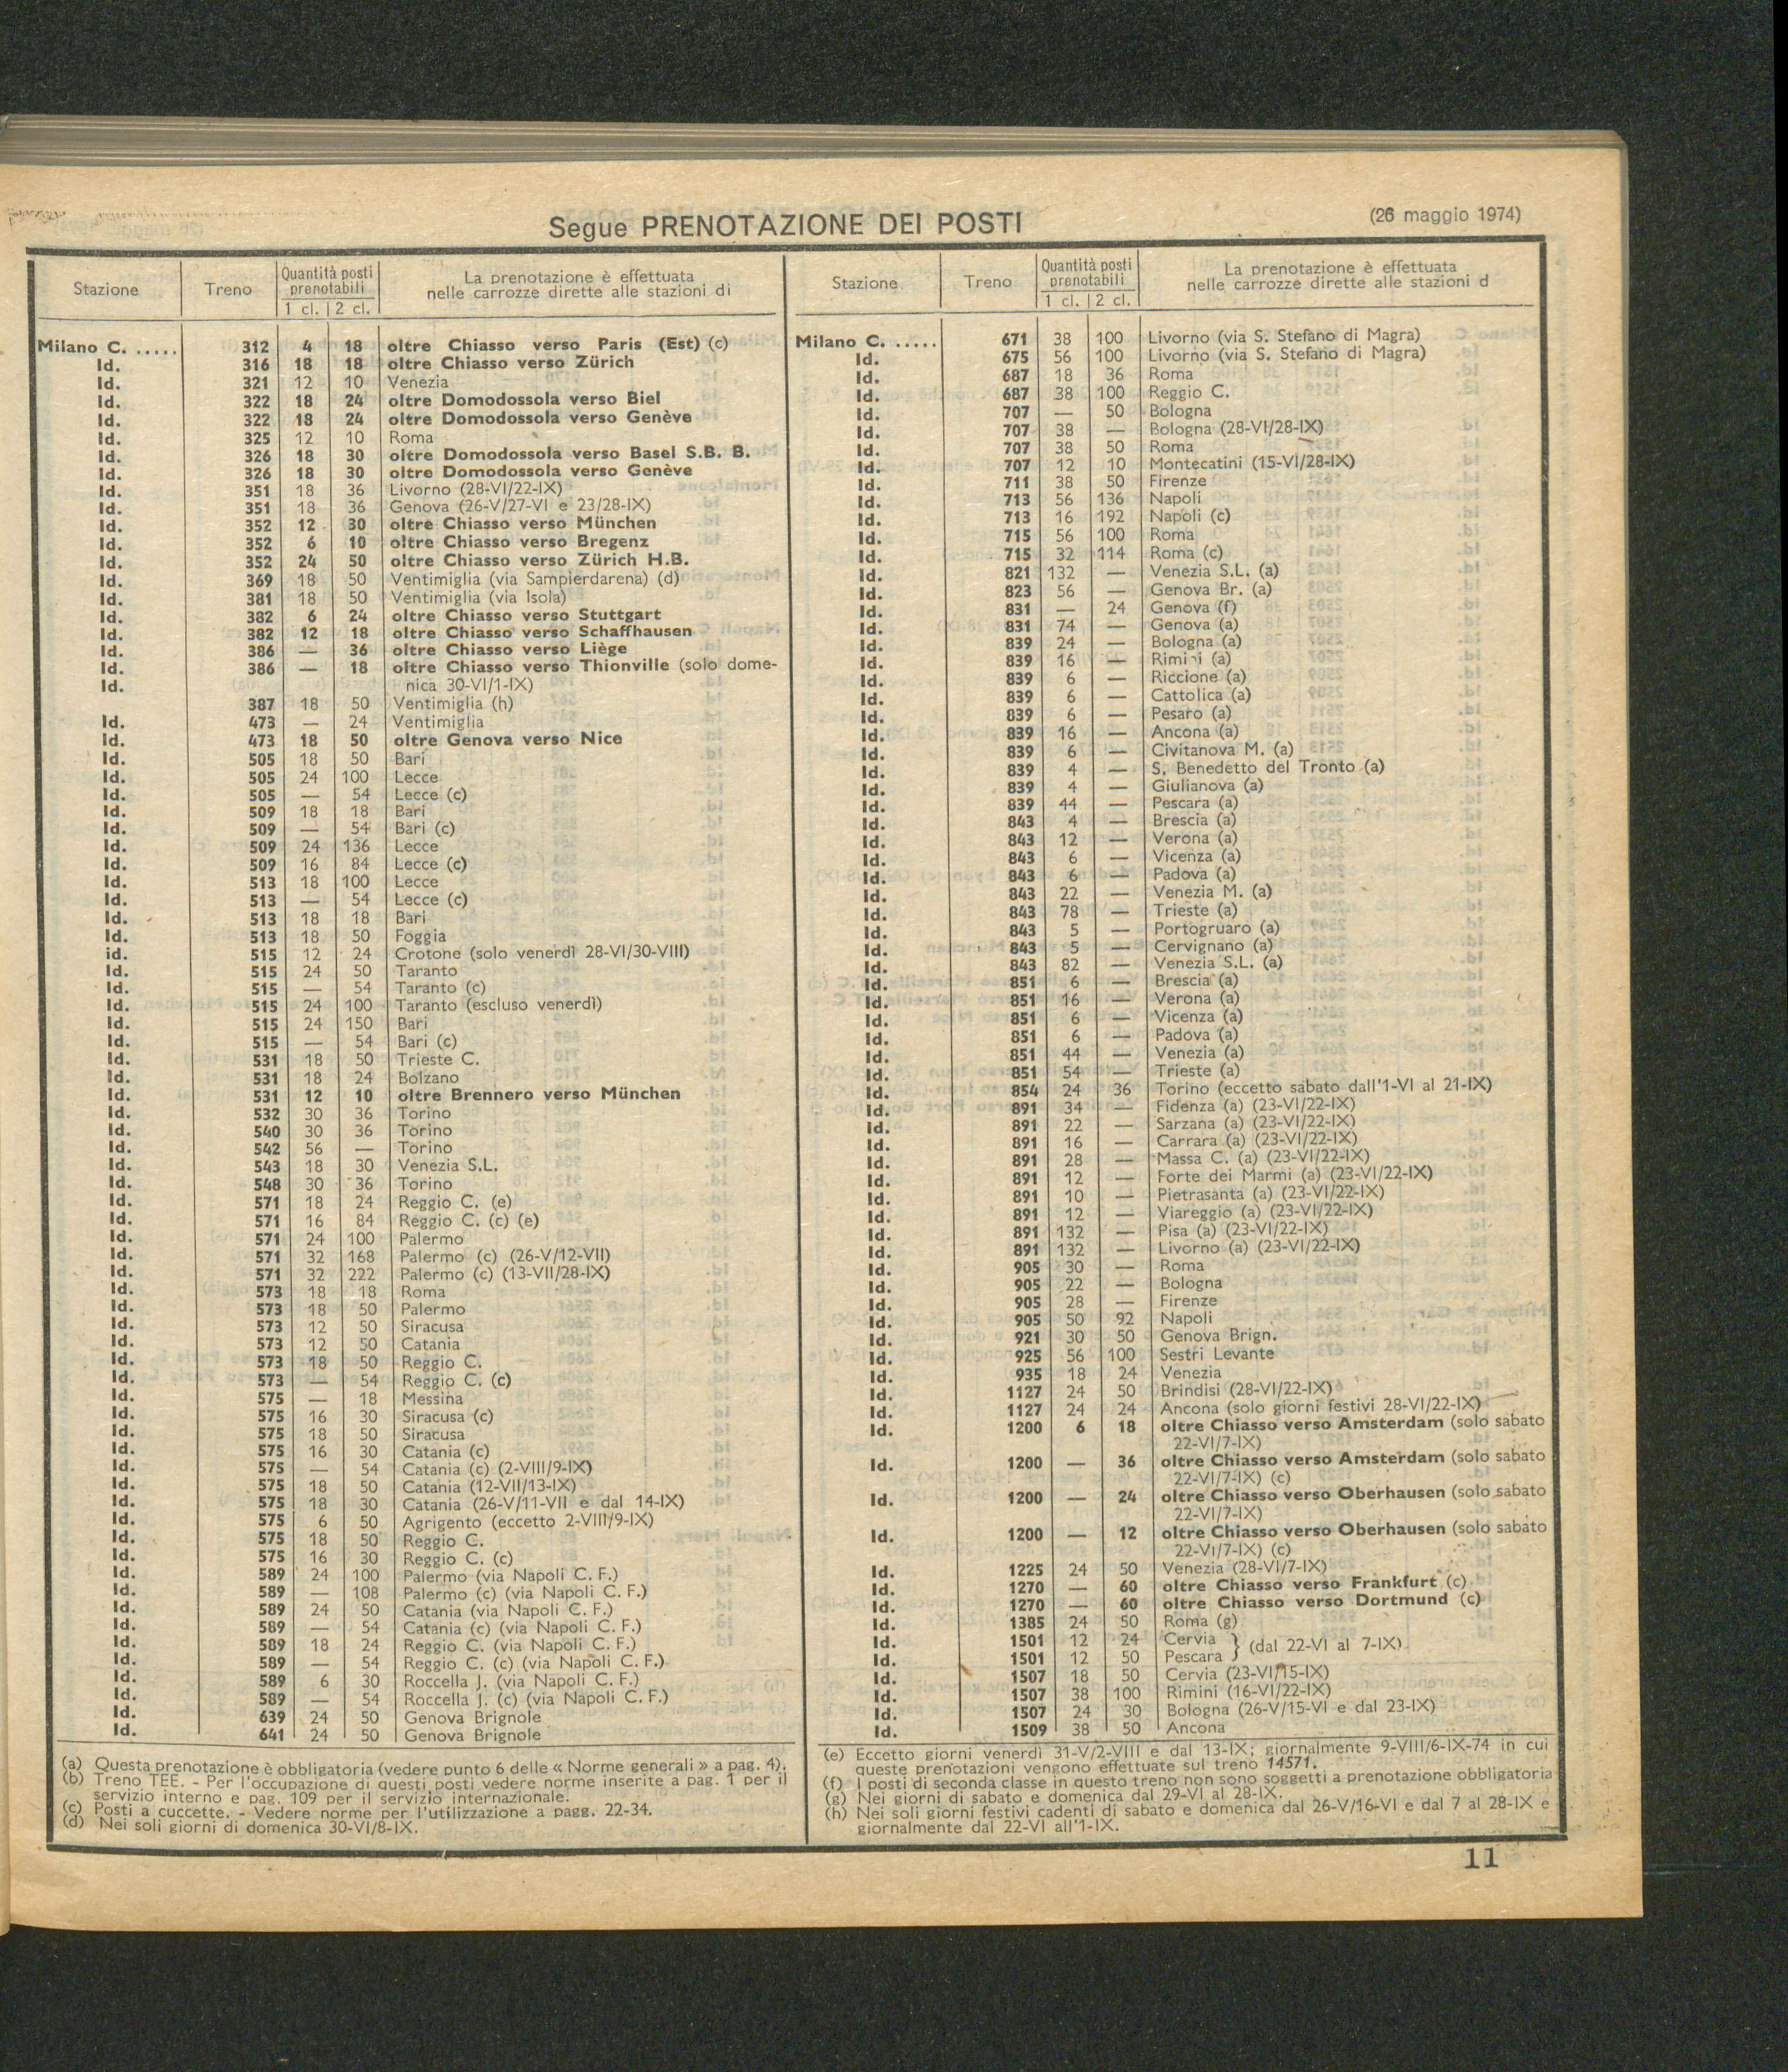 Segue PRENOTAZIONE DEI POSTI
(26 maggio 1974)
Stazione Treno Quantità posti prenotabili 1 cl. 2 cl. La prenotazione è effettuata nelle carrozze dirette alle stazioni di
Milano C. ..... 312 4 18 oltre Chiasso verso Paris (Est) (c)
Id. 316 18 18 oltre Chiasso verso Zürich
Id. 321 12 10 Venezia
Id. 322 18 24 oltre Domodossola verso Biel
Id. 322 18 24 oltre Domodossola verso Genève
Id. 325 12 10 Roma
Id. 326 18 30 oltre Domodossola verso Basel S.B. B.
Id. 326 18 30 oltre Domodossola verso Genève
Id. 351 18 36 Livorno (28-VI/22-IX)
Id. 351 18 36 Genova (26-V/27-VI e 23/28-IX)
Id. 352 12 30 oltre Chiasso verso München
Id. 352 6 10 oltre Chiasso verso Bregenz
Id. 352 24 50 oltre Chiasso verso Zürich H.B.
Id. 369 18 50 Ventimiglia (via Sampierdarena) (d)
Id. 381 18 50 Ventimiglia (via Isola)
Id. 382 6 24 oltre Chiasso verso Stuttgart
Id. 382 12 18 oltre Chiasso verso Schaffhausen
Id. 386 — 36 oltre Chiasso verso Liège
Id. 386 — 18 oltre Chiasso verso Thionville (solo dome-
Id. nica 30-VI/1-IX)
387 18 50 Ventimiglia (h)
Id. 473 — 24 Ventimiglia
Id. 473 18 50 oltre Genova verso Nice
Id. 505 18 50 Bari
Id. 505 24 100 Lecce
Id. 505 — 54 Lecce (c)
Id. 509 18 18 Bari
Id. 509 — 54 Bari (c)
Id. 509 24 136 Lecce
Id. 509 16 84 Lecce (c)
Id. 513 18 100 Lecce
Id. 513 — 54 Lecce (c)
Id. 513 18 18 Bari
Id. 513 18 50 Foggia
id. 515 12 24 Crotone (solo venerdì 28-VI/30-VIII)
Id. 515 24 50 Taranto
Id. 515 — 54 Taranto (c)
Id. 515 24 100 Taranto (escluso venerdì)
Id. 515 24 150 Bari
Id. 515 — 54 Bari (c)
Id. 531 18 50 Trieste C.
Id. 531 18 24 Bolzano
Id. 531 12 10 oltre Brennero verso München
Id. 532 30 36 Torino
Id. 540 30 36 Torino
Id. 542 56 — Torino
Id. 543 18 30 Venezia S.L.
Id. 548 30 36 Torino
Id. 571 18 24 Reggio C. (e)
Id. 571 16 84 Reggio C. (c) (e)
Id. 571 24 100 Palermo
Id. 571 32 168 Palermo (c) (26-V/12-VII)
Id. 571 32 222 Palermo (c) (13-VII/28-IX)
Id. 573 18 18 Roma
Id. 573 18 50 Palermo
Id. 573 12 50 Siracusa
Id. 573 12 50 Catania
Id. 573 18 50 Reggio C.
Id. 573 — 54 Reggio C. (c)
Id. 575 — 18 Messina
Id. 575 16 30 Siracusa (c)
Id. 575 18 50 Siracusa
Id. 575 16 30 Catania (c)
Id. 575 — 54 Catania (c) (2-VIII/9-IX)
Id. 575 18 50 Catania (12-VII/13-IX)
Id. 575 18 30 Catania (26-V/11-VII e dal 14-IX)
Id. 575 6 50 Agrigento (eccetto 2-VIII/9-IX)
Id. 575 18 50 Reggio C.
Id. 575 16 30 Reggio C. (c)
Id. 589 24 100 Palermo (via Napoli C. F.)
Id. 589 — 108 Palermo (c) (via Napoli C. F.)
Id. 589 24 50 Catania (via Napoli C. F.)
Id. 589 — 54 Catania (c) (via Napoli C. F.)
Id. 589 18 24 Reggio C. (via Napoli C. F.)
Id. 589 — 54 Reggio C. (c) (via Napoli C. F.)
Id. 589 6 30 Roccella J. (via Napoli C. F.)
Id. 589 — 54 Roccella J. (c) (via Napoli C. F.)
Id. 639 24 50 Genova Brignole
Id. 641 24 50 Genova Brignole
(a) Questa prenotazione è obbligatoria (vedere punto 6 delle « Norme generali » a pag. 4).
(b) Treno TEE. - Per l'occupazione di questi posti vedere norme inserite a pag. 1 per il
servizio interno e pag. 109 per il servizio internazionale.
(c) Posti a cuccette. - Vedere norme per l'utilizzazione a pagg. 22-34.
(d) Nei soli giorni di domenica 30-VI/8-IX.
Stazione Treno Quantità posti prenotabili 1 cl. 2 cl. La prenotazione è effettuata nelle carrozze dirette alle stazioni d
Milano C. ..... 671 38 100 Livorno (via S. Stefano di Magra)
Id. 675 56 100 Livorno (via S. Stefano di Magra)
Id. 687 18 36 Roma
Id. 687 38 100 Reggio C.
Id. 707 — 50 Bologna
Id. 707 38 — Bologna (28-VI/28-IX)
Id. 707 38 50 Roma
Id. 707 12 10 Montecatini (15-VI/28-IX)
Id. 711 38 50 Firenze
Id. 713 56 136 Napoli
Id. 713 16 192 Napoli (c)
Id. 715 56 100 Roma
Id. 715 32 114 Roma (c)
Id. 821 132 — Venezia S.L. (a)
Id. 823 56 — Genova Br. (a)
Id. 831 — 24 Genova (f)
Id. 831 74 — Genova (a)
Id. 839 24 — Bologna (a)
Id. 839 16 — Rimini (a)
Id. 839 6 — Riccione (a)
Id. 839 6 — Cattolica (a)
Id. 839 6 — Pesaro (a)
Id. 839 16 — Ancona (a)
Id. 839 6 — Civitanova M. (a)
Id. 839 4 — S. Benedetto del Tronto (a)
Id. 839 4 — Giulianova (a)
Id. 839 44 — Pescara (a)
Id. 843 4 — Brescia (a)
Id. 843 12 — Verona (a)
Id. 843 6 — Vicenza (a)
Id. 843 6 — Padova (a)
Id. 843 22 — Venezia M. (a)
Id. 843 78 — Trieste (a)
Id. 843 5 — Portogruaro (a)
Id. 843 5 — Cervignano (a)
Id. 843 82 — Venezia S.L. (a)
Id. 851 6 — Brescia (a)
Id. 851 16 — Verona (a)
Id. 851 6 — Vicenza (a)
Id. 851 6 — Padova (a)
Id. 851 44 — Venezia (a)
Id. 851 54 — Trieste (a)
Id. 854 24 36 Torino (eccetto sabato dall'1-VI al 21-IX)
Id. 891 34 — Fidenza (a) (23-VI/22-IX)
Id. 891 22 — Sarzana (a) (23-VI/22-IX)
Id. 891 16 — Carrara (a) (23-VI/22-IX)
Id. 891 28 — Massa C. (a) (23-VI/22-IX)
Id. 891 12 — Forte dei Marmi (a) (23-VI/22-IX)
Id. 891 10 — Pietrasanta (a) (23-VI/22-IX)
Id. 891 12 — Viareggio (a) (23-VI/22-IX)
Id. 891 132 — Pisa (a) (23-VI/22-IX)
Id. 891 132 — Livorno (a) (23-VI/22-IX)
Id. 905 30 — Roma
Id. 905 22 — Bologna
Id. 905 28 — Firenze
Id. 905 50 92 Napoli
Id. 921 30 50 Genova Brign.
Id. 925 56 100 Sestri Levante
Id. 935 18 24 Venezia
Id. 1127 24 50 Brindisi (28-VI/22-IX)
Id. 1127 24 24 Ancona (solo giorni festivi 28-VI/22-IX)
Id. 1200 6 18 oltre Chiasso verso Amsterdam (solo sabato
22-VI/7-IX)
Id. 1200 — 36 oltre Chiasso verso Amsterdam (solo sabato
22-VI/7-IX) (c)
Id. 1200 — 24 oltre Chiasso verso Oberhausen (solo sabato
22-VI/7-IX)
Id. 1200 — 12 oltre Chiasso verso Oberhausen (solo sabato
22-VI/7-IX) (c)
Id. 1225 24 50 Venezia (28-VI/7-IX)
Id. 1270 — 60 oltre Chiasso verso Frankfurt (c)
Id. 1270 — 60 oltre Chiasso verso Dortmund (c)
Id. 1385 24 50 Roma (g)
Id. 1501 12 24 Cervia } (dal 22-VI al 7-IX)
Id. 1501 12 50 Pescara
Id. 1507 18 50 Cervia (23-VI/15-IX)
Id. 1507 38 100 Rimini (16-VI/22-IX)
Id. 1507 24 30 Bologna (26-V/15-VI e dal 23-IX)
Id. 1509 38 50 Ancona
(e) Eccetto giorni venerdì 31-V/2-VIII e dal 13-IX; giornalmente 9-VIII/6-IX-74 in cui
queste prenotazioni vengono effettuate sul treno 14571.
(f) I posti di seconda classe in questo treno non sono soggetti a prenotazione obbligatoria
(g) Nei giorni di sabato e domenica dal 29-VI al 28-IX.
(h) Nei soli giorni festivi cadenti di sabato e domenica dal 26-V/16-VI e dal 7 al 28-IX e
giornalmente dal 22-VI all'1-IX.
11